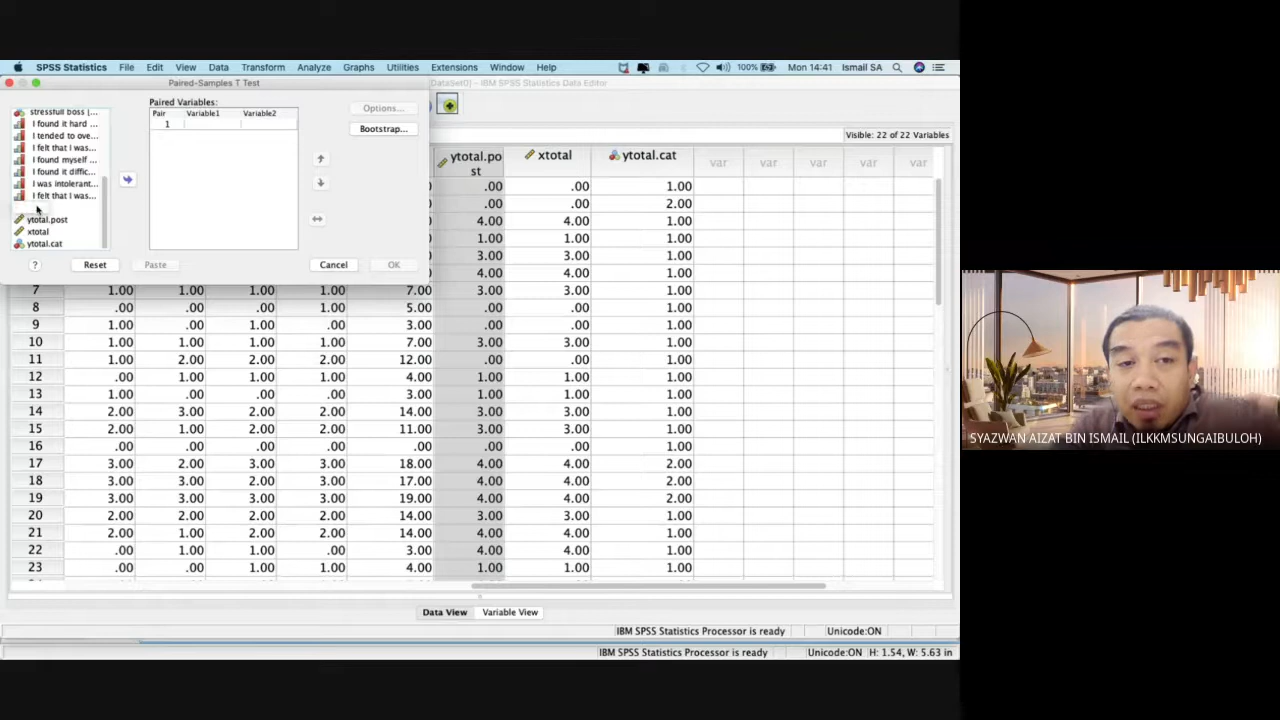 SPSS Statistics File Edit View Data Transform Analyze Graphs Utilities Window Extensions Window Help 100% Mon 14:41 Ismail SA
Paired-Samples T Test
[DataSet0] - IBM SPSS Statistics Data Editor
Paired Variables:
Pair Variable1 Variable2
1
stressfull boss [...
I found it hard ...
I tended to ove...
I felt that I was...
I found myself ...
I found it diffic...
I was intolerant...
I felt that I was...
ytotal.post
xtotal
ytotal.cat
Options...
Bootstrap...
? Reset Paste Cancel OK
Visible: 22 of 22 Variables
ytotal.po
st
xtotal ytotal.cat var var var var var
.00 1.00
.00 2.00
4.00 4.00 1.00
1.00 1.00 1.00
3.00 3.00 1.00
4.00 4.00 1.00
7 1.00 1.00 1.00 1.00 7.00 3.00 3.00 1.00
8 .00 .00 .00 1.00 5.00 .00 .00 1.00
9 1.00 .00 1.00 1.00 3.00 .00 .00 1.00
10 1.00 1.00 1.00 1.00 7.00 3.00 3.00 1.00
11 1.00 2.00 2.00 2.00 12.00 .00 .00 1.00
12 .00 1.00 1.00 1.00 4.00 1.00 1.00 1.00
13 1.00 .00 1.00 .00 3.00 1.00 1.00 1.00
14 2.00 3.00 2.00 2.00 14.00 3.00 3.00 1.00
15 2.00 1.00 2.00 2.00 11.00 3.00 3.00 1.00
16 .00 .00 .00 .00 .00 .00 .00 1.00
17 3.00 2.00 3.00 3.00 18.00 4.00 4.00 2.00
18 3.00 3.00 3.00 2.00 17.00 4.00 4.00 2.00
19 3.00 3.00 3.00 3.00 19.00 4.00 4.00 2.00
20 2.00 2.00 2.00 2.00 14.00 3.00 3.00 1.00
21 2.00 1.00 2.00 2.00 14.00 4.00 4.00 1.00
22 .00 1.00 1.00 .00 3.00 4.00 4.00 1.00
23 .00 .00 1.00 1.00 4.00 1.00 1.00 1.00
Data View Variable View
IBM SPSS Statistics Processor is ready Unicode:ON
IBM SPSS Statistics Processor is ready Unicode:ON H: 1.54, W: 5.63 in
SYAZWAN AIZAT BIN ISMAIL (ILKKMSUNGAIBULOH)